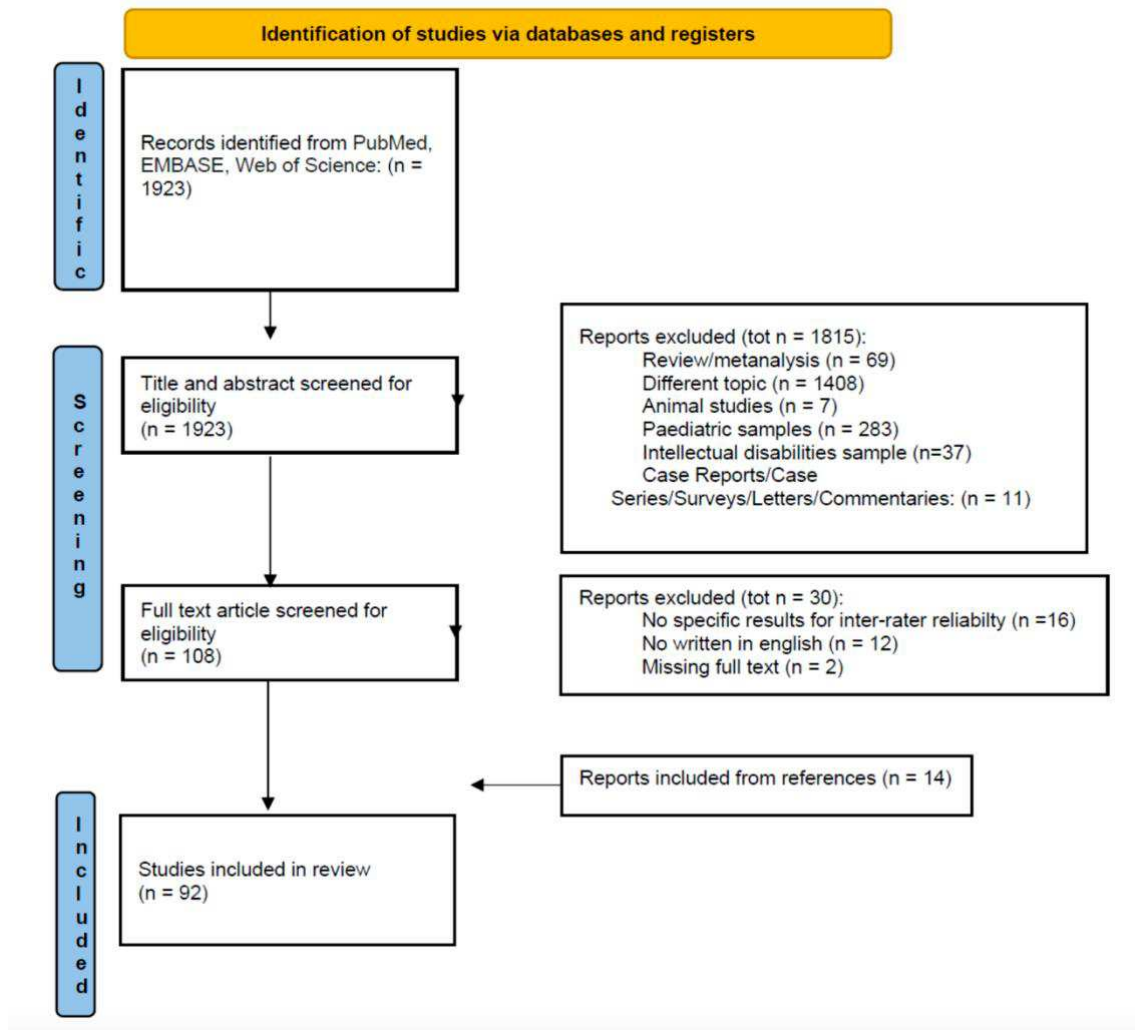 Identification of studies via databases and registers
Identific
Records identified from PubMed,
EMBASE, Web of Science: (n =
1923)
Screening
Title and abstract screened for
eligibility
(n = 1923)
Reports excluded (tot n = 1815):
Review/metanalysis (n = 69)
Different topic (n = 1408)
Animal studies (n = 7)
Paediatric samples (n = 283)
Intellectual disabilities sample (n=37)
Case Reports/Case
Series/Surveys/Letters/Commentaries: (n = 11)
Full text article screened for
eligibility
(n = 108)
Reports excluded (tot n = 30):
No specific results for inter-rater reliabilty (n =16)
No written in english (n = 12)
Missing full text (n = 2)
Reports included from references (n = 14)
Included
Studies included in review
(n = 92)